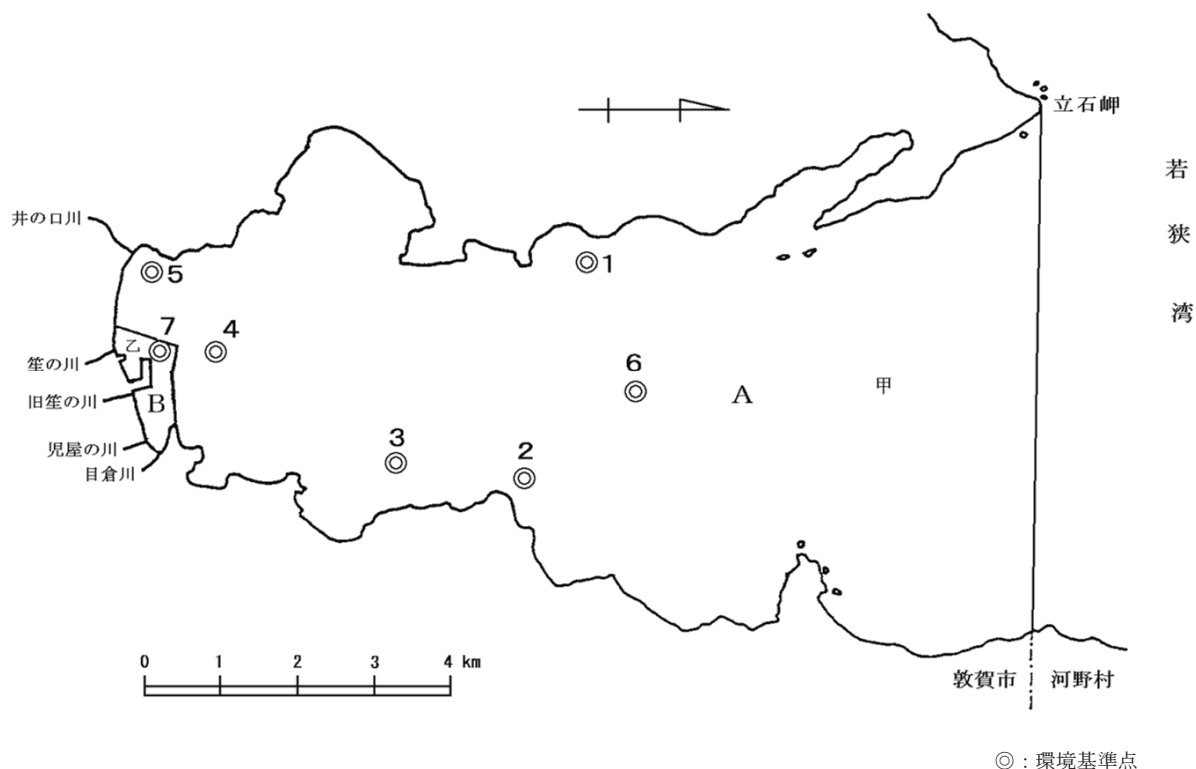 立石岬
若
狭
湾
井の口川
5
1
7
4
乙
笙の川
6
A
甲
旧笙の川
B
3
2
児屋の川
目倉川
0 1 2 3 4 km
敦賀市
河野村
◎：環境基準点